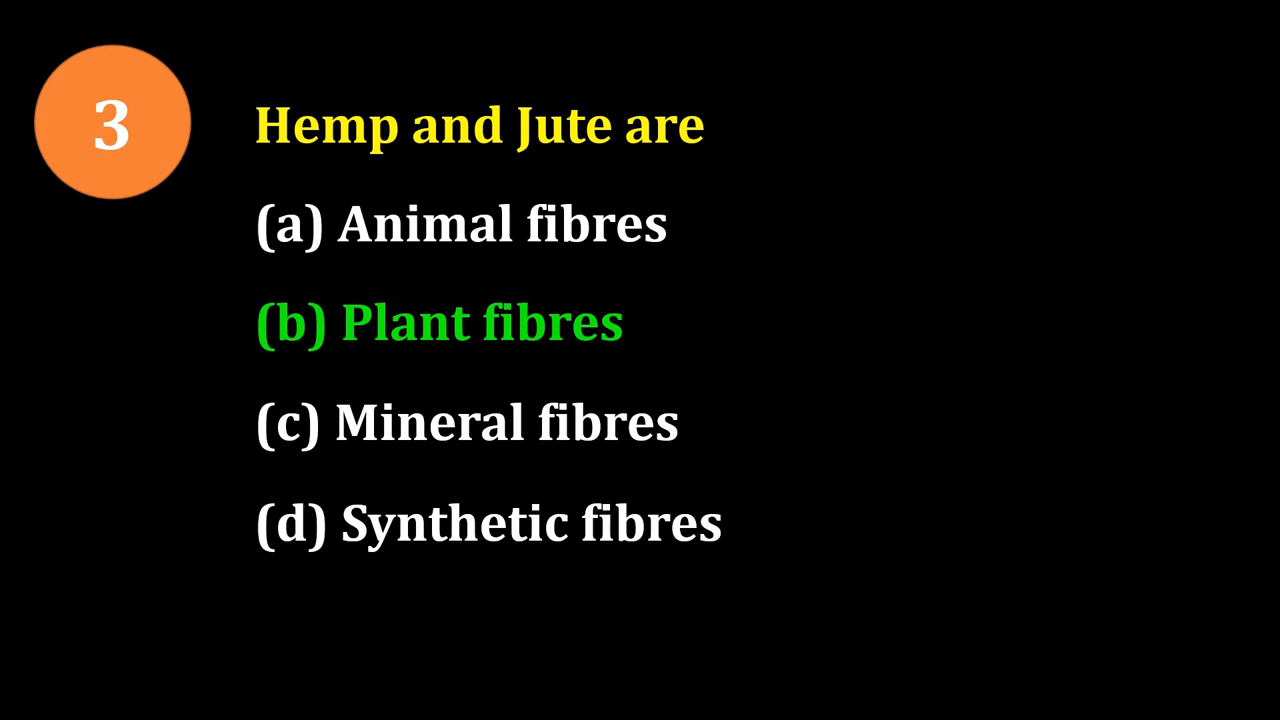 3
Hemp and Jute are
(a) Animal fibres
(b) Plant fibres
(c) Mineral fibres
(d) Synthetic fibres